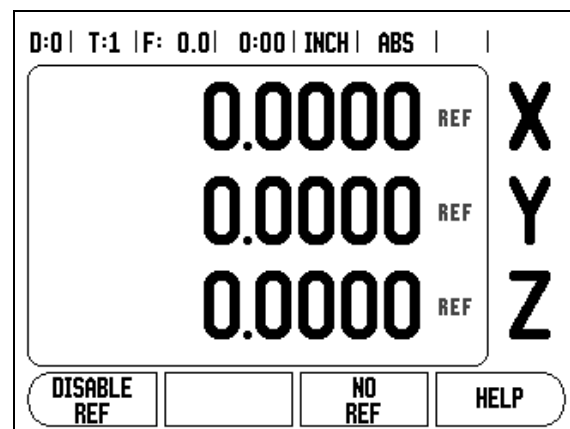 D:0 | T:1 | F: 0.0 | 0:00 | INCH | ABS | |
0.0000 REF X
0.0000 REF Y
0.0000 REF Z
DISABLE REF
NO REF
HELP